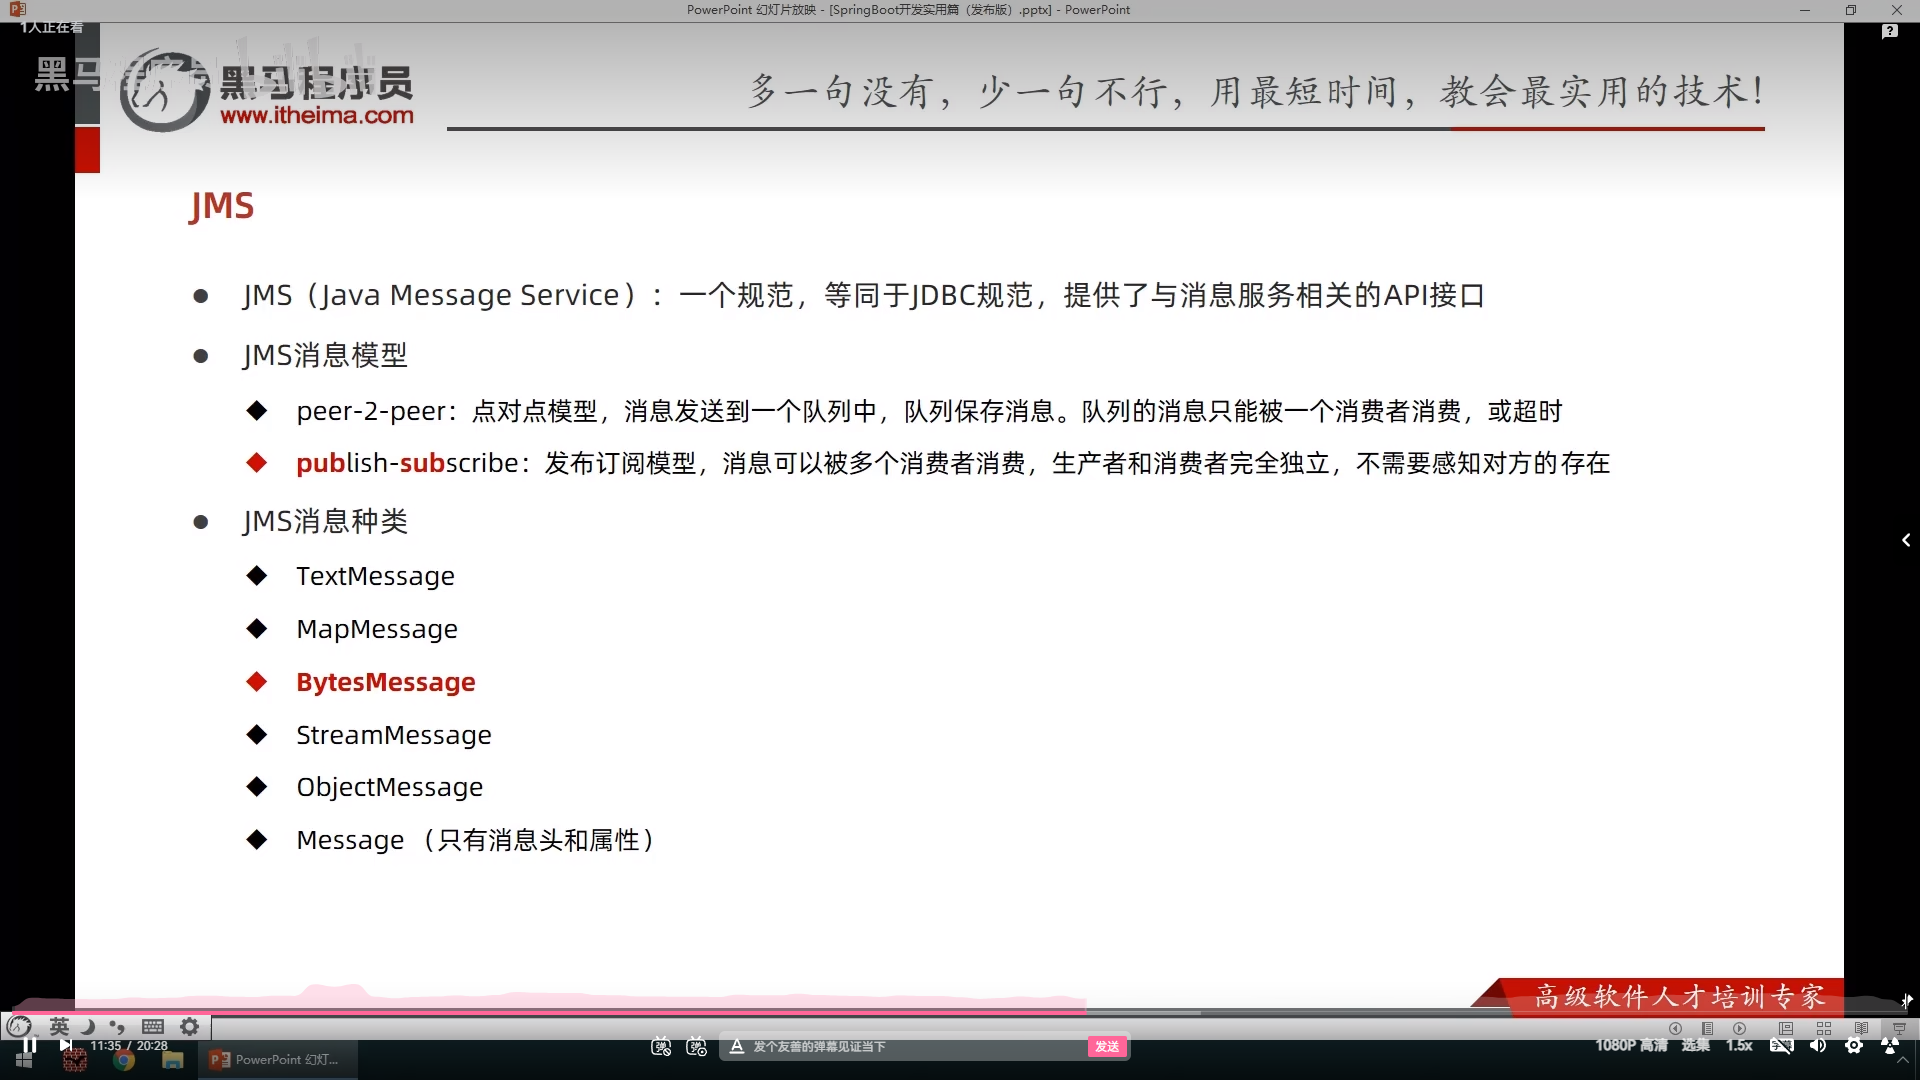 PowerPoint 幻灯片放映 - [SpringBoot开发实用篇（发布版）.pptx] - PowerPoint
1人正在看
黑马程序员
www.itheima.com
多一句没有，少一句不行，用最短时间，教会最实用的技术！
JMS
JMS（Java Message Service）：一个规范，等同于JDBC规范，提供了与消息服务相关的API接口
JMS消息模型
peer-2-peer：点对点模型，消息发送到一个队列中，队列保存消息。队列的消息只能被一个消费者消费，或超时
publish-subscribe：发布订阅模型，消息可以被多个消费者消费，生产者和消费者完全独立，不需要感知对方的存在
JMS消息种类
TextMessage
MapMessage
BytesMessage
StreamMessage
ObjectMessage
Message （只有消息头和属性）
高级软件人才培训专家
英
11:35 / 20:28
PowerPoint 幻灯...
发个友善的弹幕见证当下
发送
1080P 高清
选集
1.5x